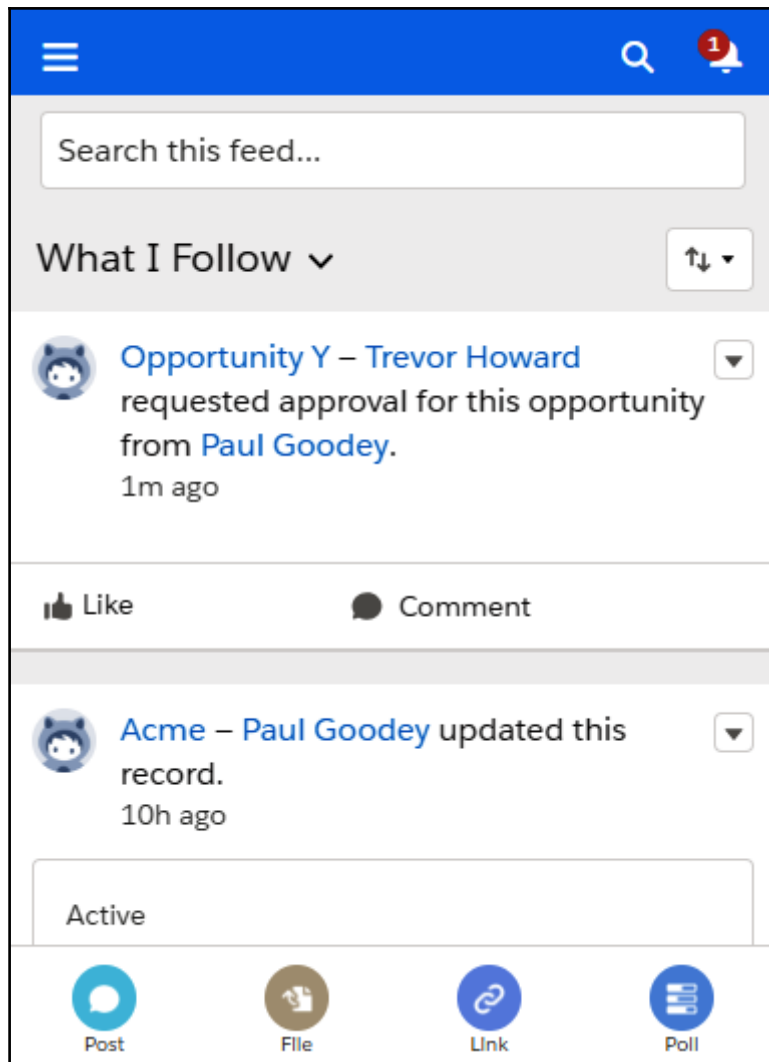 1
Search this feed...
What I Follow
Opportunity Y – Trevor Howard
requested approval for this opportunity
from Paul Goodey.
1m ago
Like
Comment
Acme – Paul Goodey updated this
record.
10h ago
Active
Post
File
Link
Poll